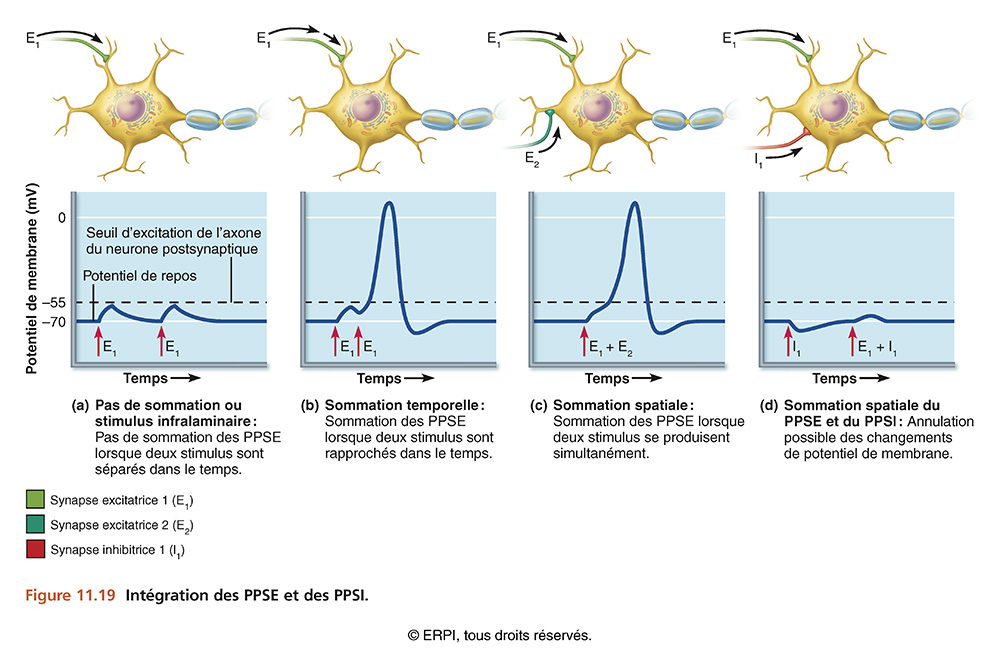 E1
E1
E1
E2
E1
I1
Potentiel de membrane (mV)
0
–55
–70
Seuil d'excitation de l'axone
du neurone postsynaptique
Potentiel de repos
E1
E1
E1
E1
E1 + E2
I1
E1 + I1
Temps
Temps
Temps
Temps
(a) Pas de sommation ou
stimulus infralaminaire :
Pas de sommation des PPSE
lorsque deux stimulus sont
séparés dans le temps.
(b) Sommation temporelle :
Sommation des PPSE
lorsque deux stimulus sont
rapprochés dans le temps.
(c) Sommation spatiale :
Sommation des PPSE lorsque
deux stimulus se produisent
simultanément.
(d) Sommation spatiale du
PPSE et du PPSI : Annulation
possible des changements
de potentiel de membrane.
Synapse excitatrice 1 (E1)
Synapse excitatrice 2 (E2)
Synapse inhibitrice 1 (I1)
Figure 11.19 Intégration des PPSE et des PPSI.
© ERPI, tous droits réservés.